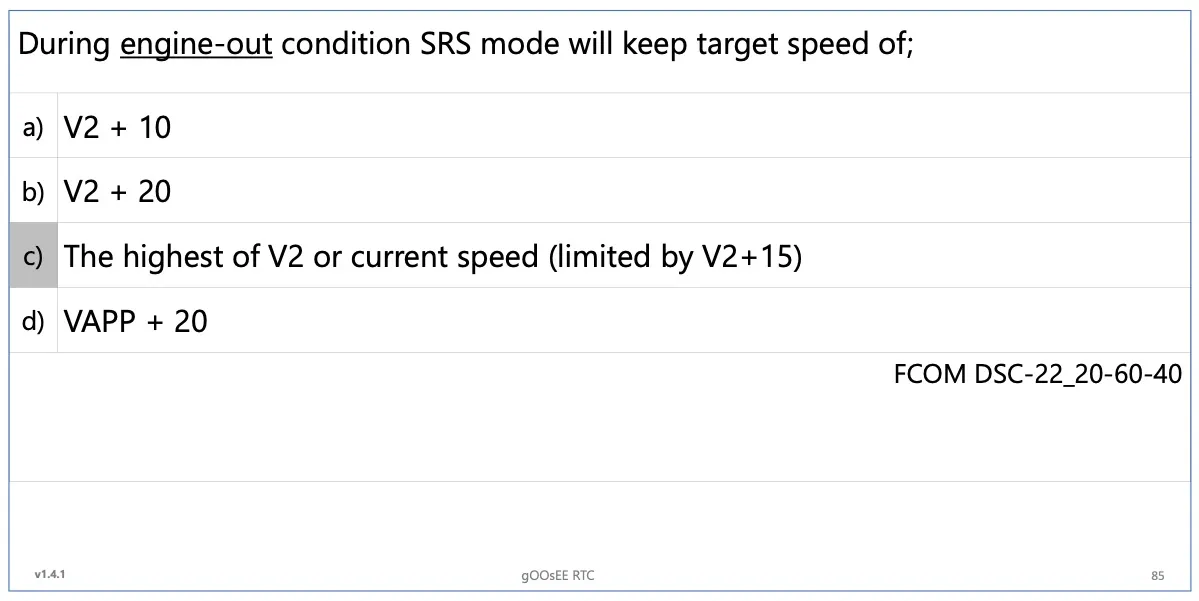 During engine-out condition SRS mode will keep target speed of;
a) V2 + 10
b) V2 + 20
c) The highest of V2 or current speed (limited by V2+15)
d) VAPP + 20
FCOM DSC-22_20-60-40
v1.4.1 gOOsEE RTC 85